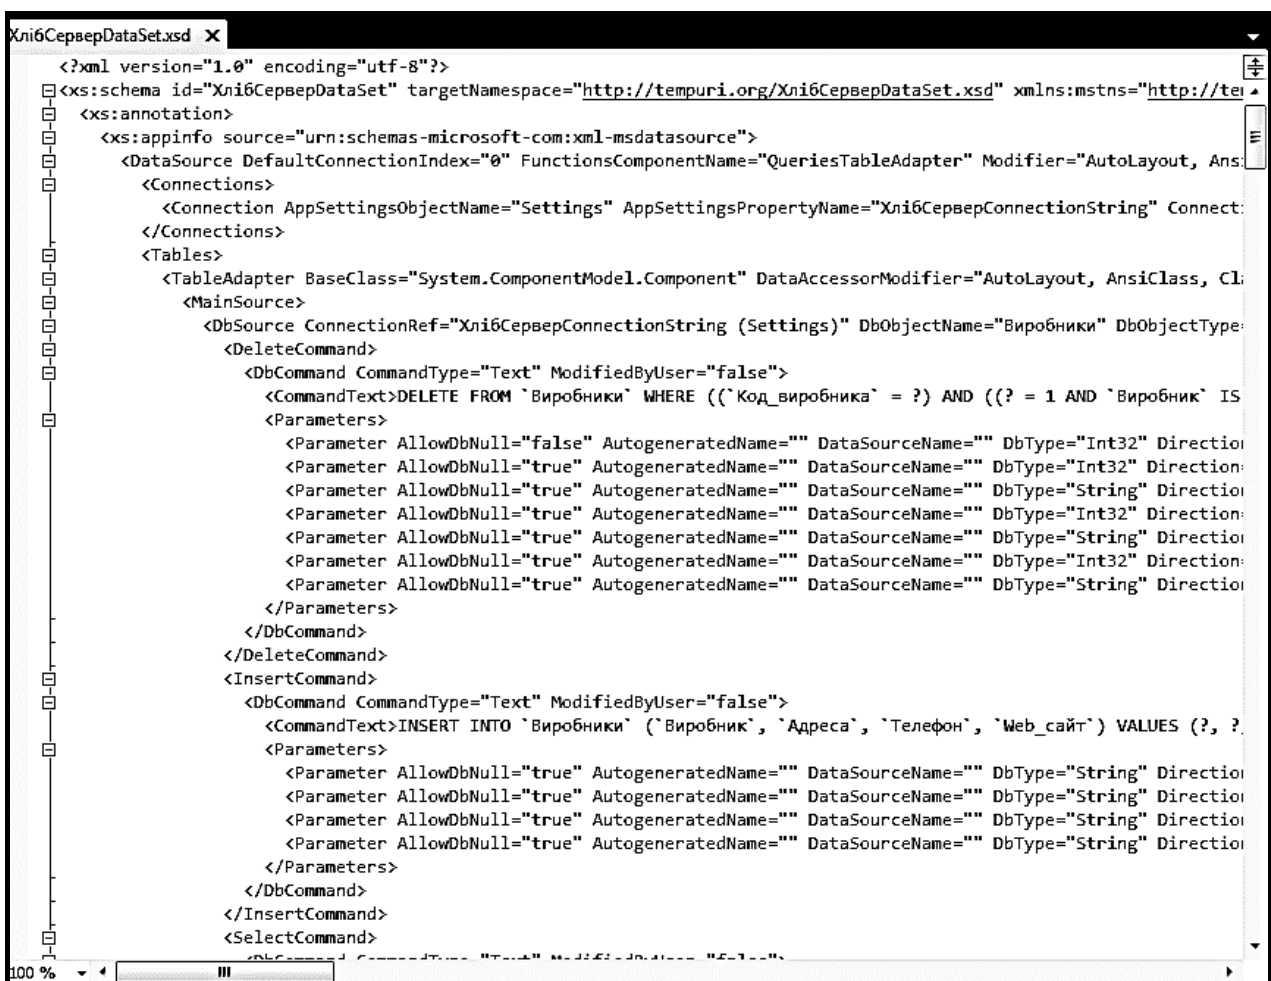 ХлібСерверDataSet.xsd X
<?xml version="1.0" encoding="utf-8"?>
<xs:schema id="ХлібСерверDataSet" targetNamespace="http://tempuri.org/ХлібСерверDataSet.xsd" xmlns:mstns="http://te
<xs:annotation>
<xs:appinfo source="urn:schemas-microsoft-com:xml-msdatasource">
<DataSource DefaultConnectionIndex="0" FunctionsComponentName="QueriesTableAdapter" Modifier="AutoLayout, Ans
<Connections>
<Connection AppSettingsObjectName="Settings" AppSettingsPropertyName="ХлібСерверConnectionString" Connect
</Connections>
<Tables>
<TableAdapter BaseClass="System.ComponentModel.Component" DataAccessorModifier="AutoLayout, AnsiClass, Cl
<MainSource>
<DbSource ConnectionRef="ХлібСерверConnectionString (Settings)" DbObjectName="Виробники" DbObjectType
<DeleteCommand>
<DbCommand CommandType="Text" ModifiedByUser="false">
<CommandText>DELETE FROM `Виробники` WHERE ((`Код_виробника` = ?) AND ((? = 1 AND `Виробник` IS
<Parameters>
<Parameter AllowDbNull="false" AutogeneratedName="" DataSourceName="" DbType="Int32" Directio
<Parameter AllowDbNull="true" AutogeneratedName="" DataSourceName="" DbType="Int32" Direction
<Parameter AllowDbNull="true" AutogeneratedName="" DataSourceName="" DbType="String" Directio
<Parameter AllowDbNull="true" AutogeneratedName="" DataSourceName="" DbType="Int32" Direction
<Parameter AllowDbNull="true" AutogeneratedName="" DataSourceName="" DbType="String" Directio
<Parameter AllowDbNull="true" AutogeneratedName="" DataSourceName="" DbType="Int32" Direction
<Parameter AllowDbNull="true" AutogeneratedName="" DataSourceName="" DbType="String" Directio
</Parameters>
</DbCommand>
</DeleteCommand>
<InsertCommand>
<DbCommand CommandType="Text" ModifiedByUser="false">
<CommandText>INSERT INTO `Виробники` (`Виробник`, `Адреса`, `Телефон`, `Web_сайт`) VALUES (?, ?,
<Parameters>
<Parameter AllowDbNull="true" AutogeneratedName="" DataSourceName="" DbType="String" Directio
<Parameter AllowDbNull="true" AutogeneratedName="" DataSourceName="" DbType="String" Directio
<Parameter AllowDbNull="true" AutogeneratedName="" DataSourceName="" DbType="String" Directio
<Parameter AllowDbNull="true" AutogeneratedName="" DataSourceName="" DbType="String" Directio
</Parameters>
</DbCommand>
</InsertCommand>
<SelectCommand>
<DbCommand CommandType="Text" ModifiedByUser="false">
100 %